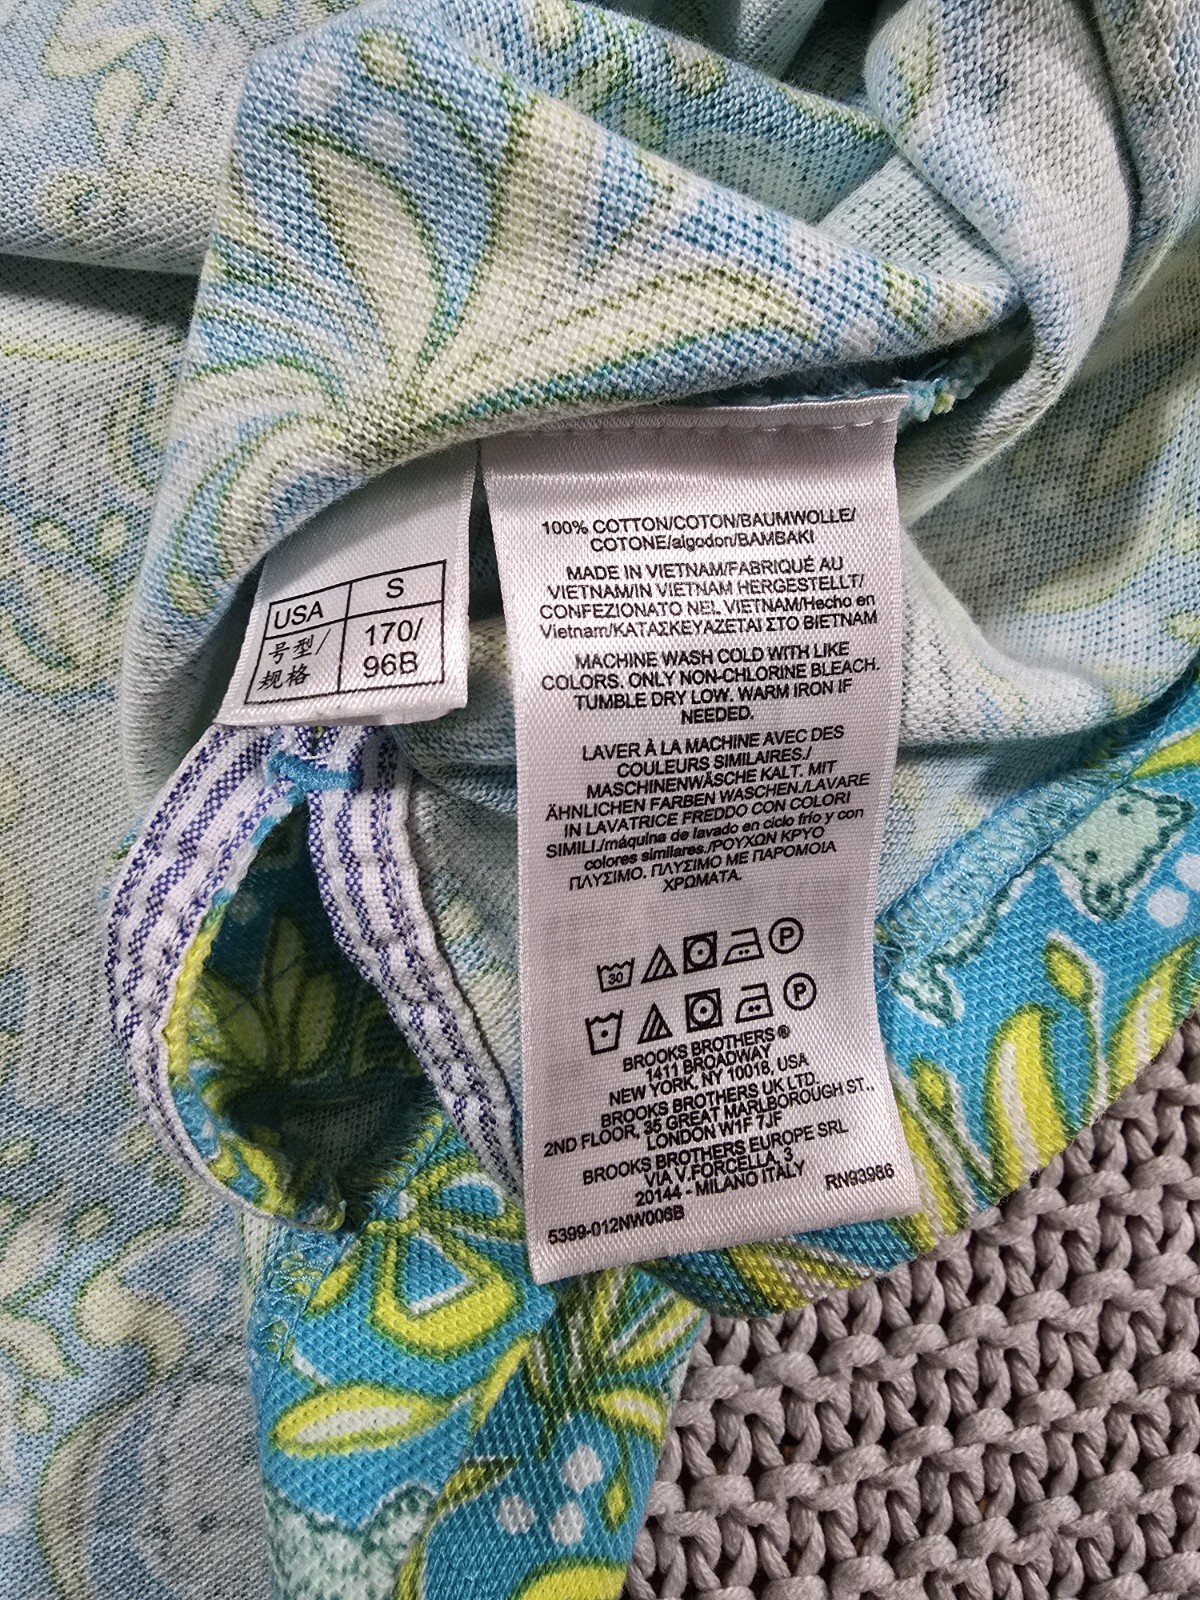 USA S
号型/ 170/
规格 96B
100% COTTON/COTON/BAUMWOLLE/
COTONE/algodon/BAMBAKI
MADE IN VIETNAM/FABRIQUÉ AU
VIETNAM/IN VIETNAM HERGESTELLT/
CONFEZIONATO NEL VIETNAM/Hecho en
Vietnam/ΚΑΤΑΣΚΕΥΑΖΕΤΑΙ ΣΤΟ ΒΙΕΤΝΑΜ
MACHINE WASH COLD WITH LIKE
COLORS. ONLY NON-CHLORINE BLEACH.
TUMBLE DRY LOW. WARM IRON IF
NEEDED.
LAVER À LA MACHINE AVEC DES
COULEURS SIMILAIRES./
MASCHINENWÄSCHE KALT. MIT
ÄHNLICHEN FARBEN WASCHEN./LAVARE
IN LAVATRICE FREDDO CON COLORI
SIMILI./máquina de lavado en ciclo frío y con
colores similares./ΡΟΥΧΩΝ ΚΡΥΟ
ΠΛΥΣΙΜΟ. ΠΛΥΣΙΜΟ ΜΕ ΠΑΡΟΜΟΙΑ
ΧΡΩΜΑΤΑ.
30 P
P
BROOKS BROTHERS ®
1411 BROADWAY
NEW YORK, NY 10018, USA
BROOKS BROTHERS UK LTD.
2ND FLOOR, 35 GREAT MARLBOROUGH ST..
LONDON W1F 7JF
BROOKS BROTHERS EUROPE SRL
VIA V.FORCELLA, 3
20144 - MILANO ITALY
RN93986
5399-012NW006B